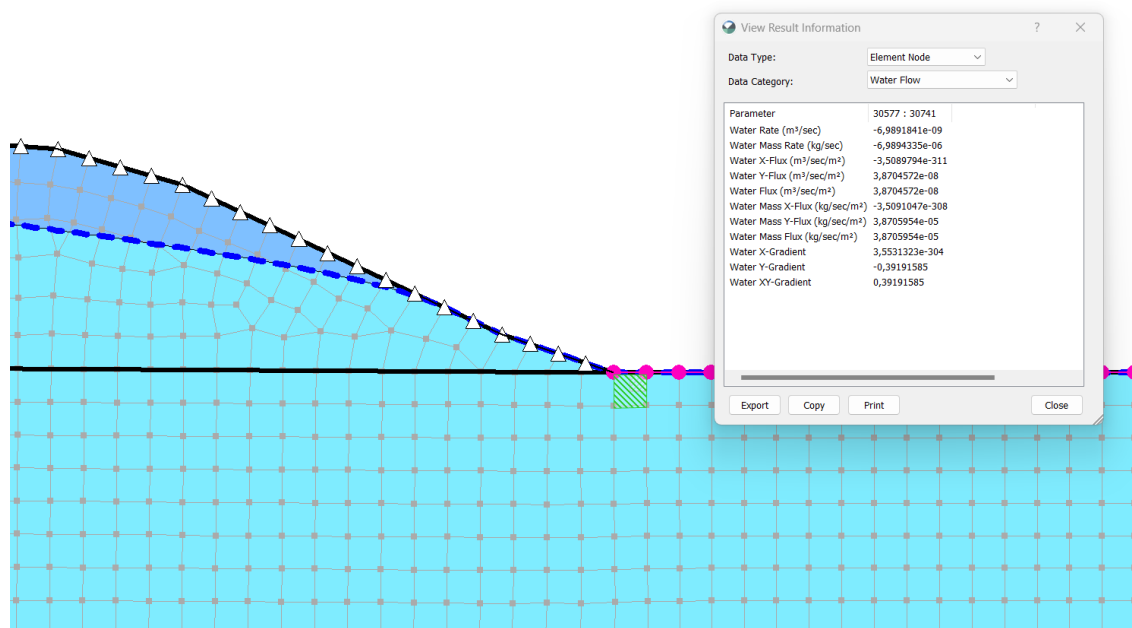 View Result Information ?
Data Type: Element Node
Data Category: Water Flow
Parameter 30577 : 30741
Water Rate (m³/sec) -6,9891841e-09
Water Mass Rate (kg/sec) -6,9894335e-06
Water X-Flux (m³/sec/m²) -3,5089794e-311
Water Y-Flux (m³/sec/m²) 3,8704572e-08
Water Flux (m³/sec/m²) 3,8704572e-08
Water Mass X-Flux (kg/sec/m²) -3,5091047e-308
Water Mass Y-Flux (kg/sec/m²) 3,8705954e-05
Water Mass Flux (kg/sec/m²) 3,8705954e-05
Water X-Gradient 3,5531323e-304
Water Y-Gradient -0,39191585
Water XY-Gradient 0,39191585
Export Copy Print Close